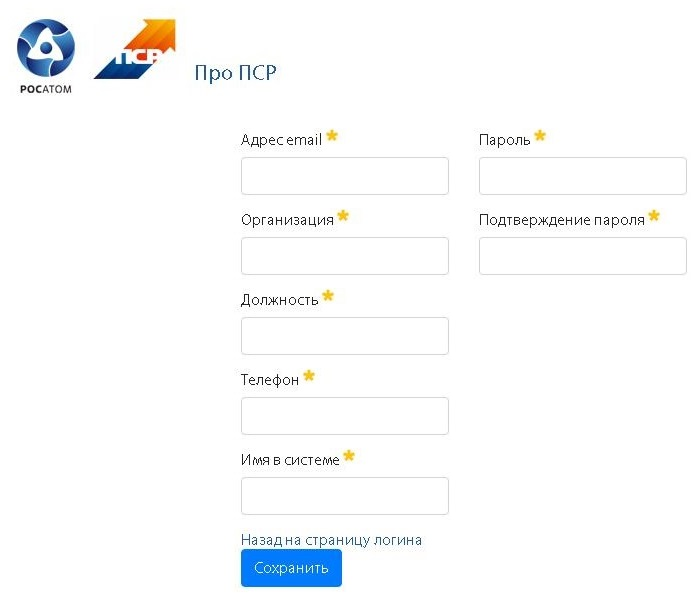 РОСАТОМ
ПСР
Про ПСР
Адрес email *
Пароль *
Организация *
Подтверждение пароля *
Должность *
Телефон *
Имя в системе *
Назад на страницу логина
Сохранить